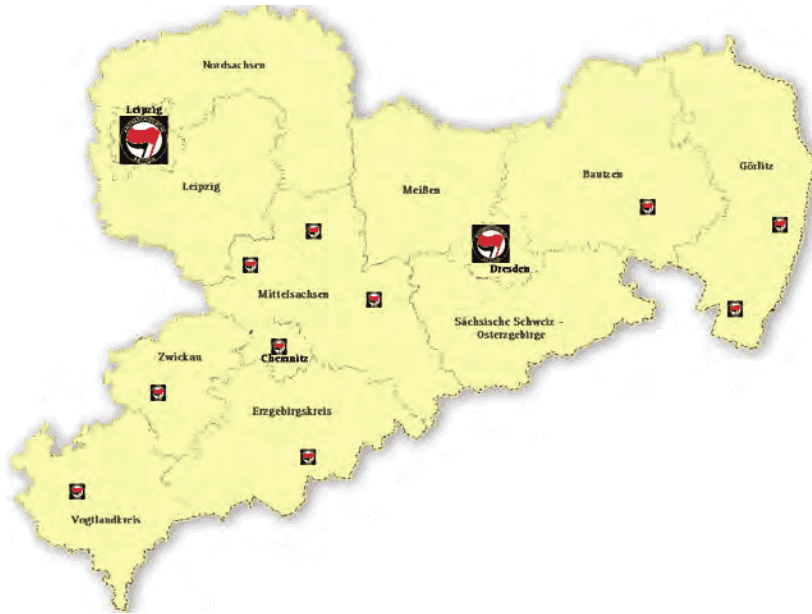 Nordsachsen
Leipzig
Leipzig
Meißen
Bautzen
Görlitz
Dresden
Mittelsachsen
Sächsische Schweiz –
Osterzgebirge
Zwickau
Chemnitz
Erzgebirgskreis
Vogtlandkreis